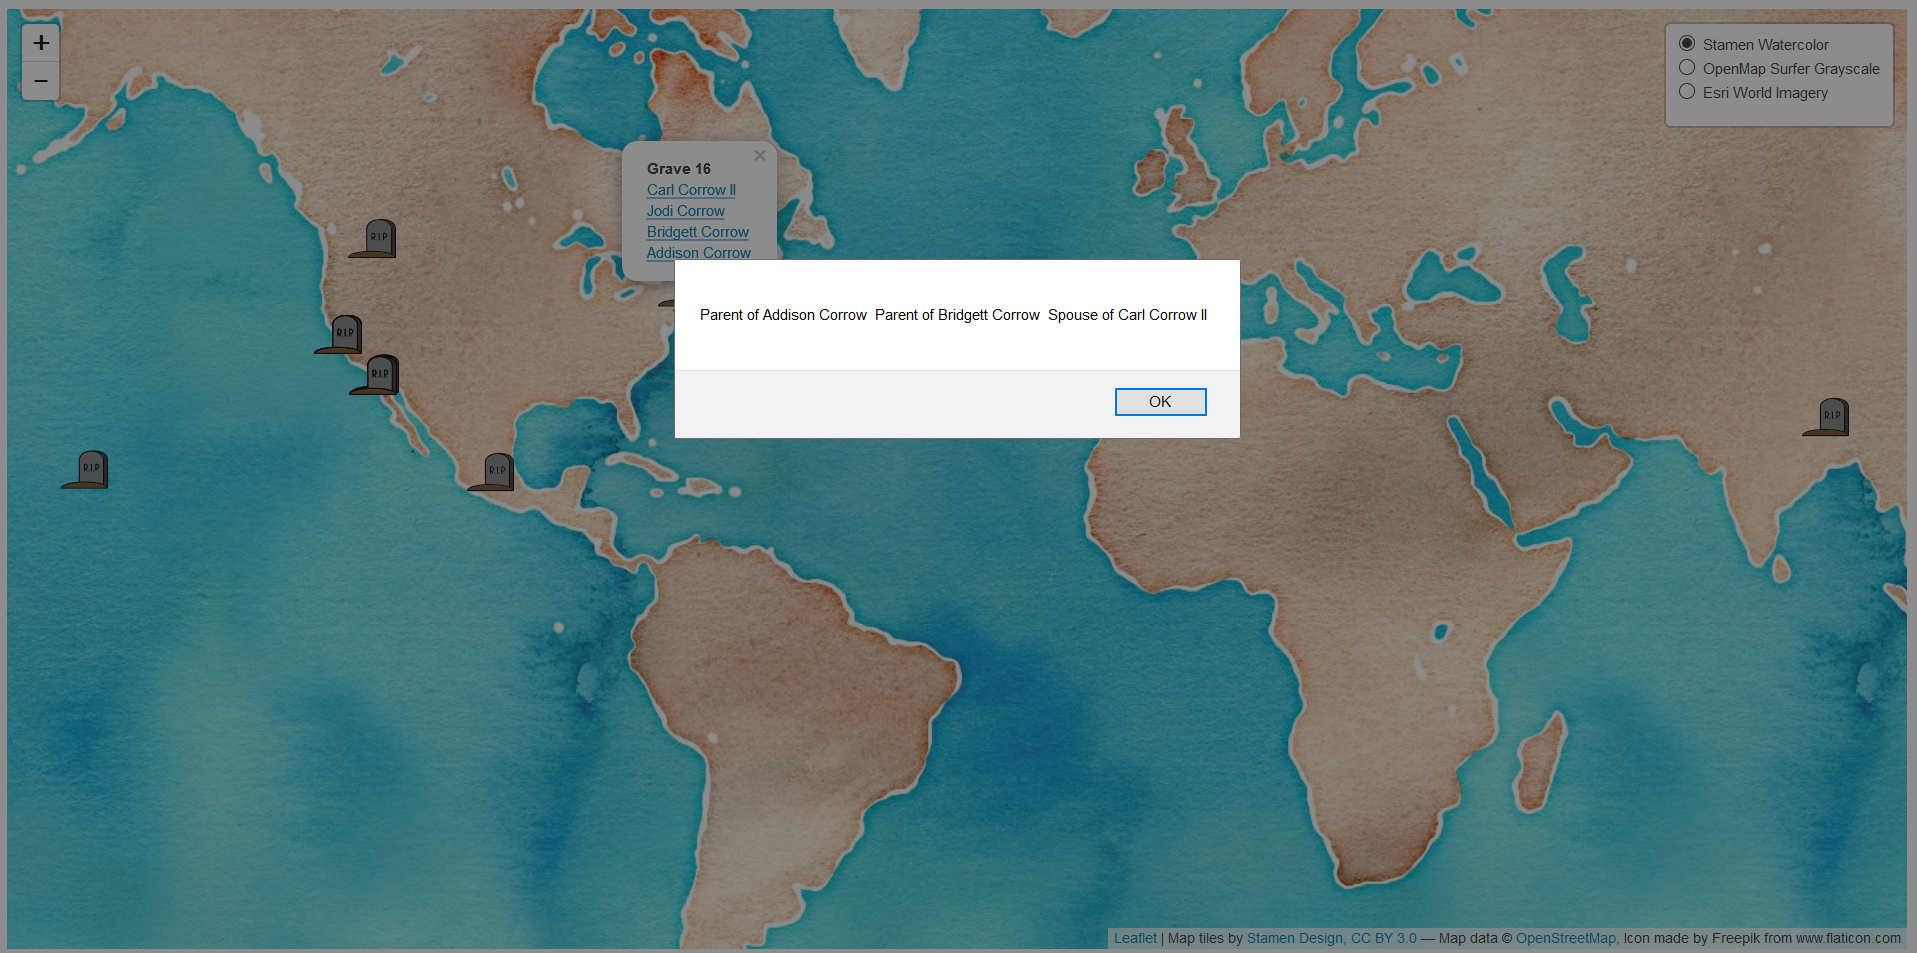 +
−
Stamen Watercolor
OpenMap Surfer Grayscale
Esri World Imagery
×
Grave 16
Carl Corrow II
Jodi Corrow
Bridgett Corrow
Addison Corrow
R.I.P
Parent of Addison Corrow  Parent of Bridgett Corrow  Spouse of Carl Corrow II
OK
R.I.P
R.I.P
R.I.P
R.I.P
R.I.P
Leaflet | Map tiles by Stamen Design, CC BY 3.0 — Map data © OpenStreetMap, Icon made by Freepik from www.flaticon.com